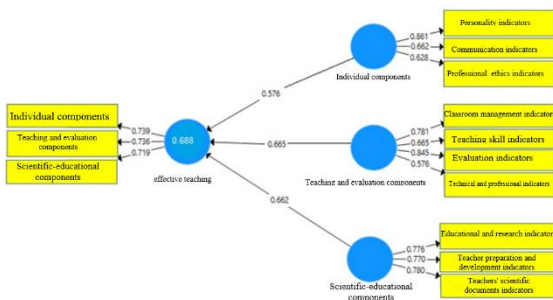 Personality indicators
0.861
0.662
0.628
Communication indicators
Professional ethics indicators
Individual components
0.576
Individual components
0.739
0.736
0.719
Teaching and evaluation
components
Scientific-educational
components
0.688
effective teaching
0.665
Classroom management indicator
0.781
0.665
0.845
0.576
Teaching skill indicators
Evaluation indicators
Technical and professional indicators
Teaching and evaluation components
0.662
Educational and research indicator
0.776
0.770
0.780
Teacher preparation and
development indicators
Teachers' scientific
documents indicators
Scientific-educational
components